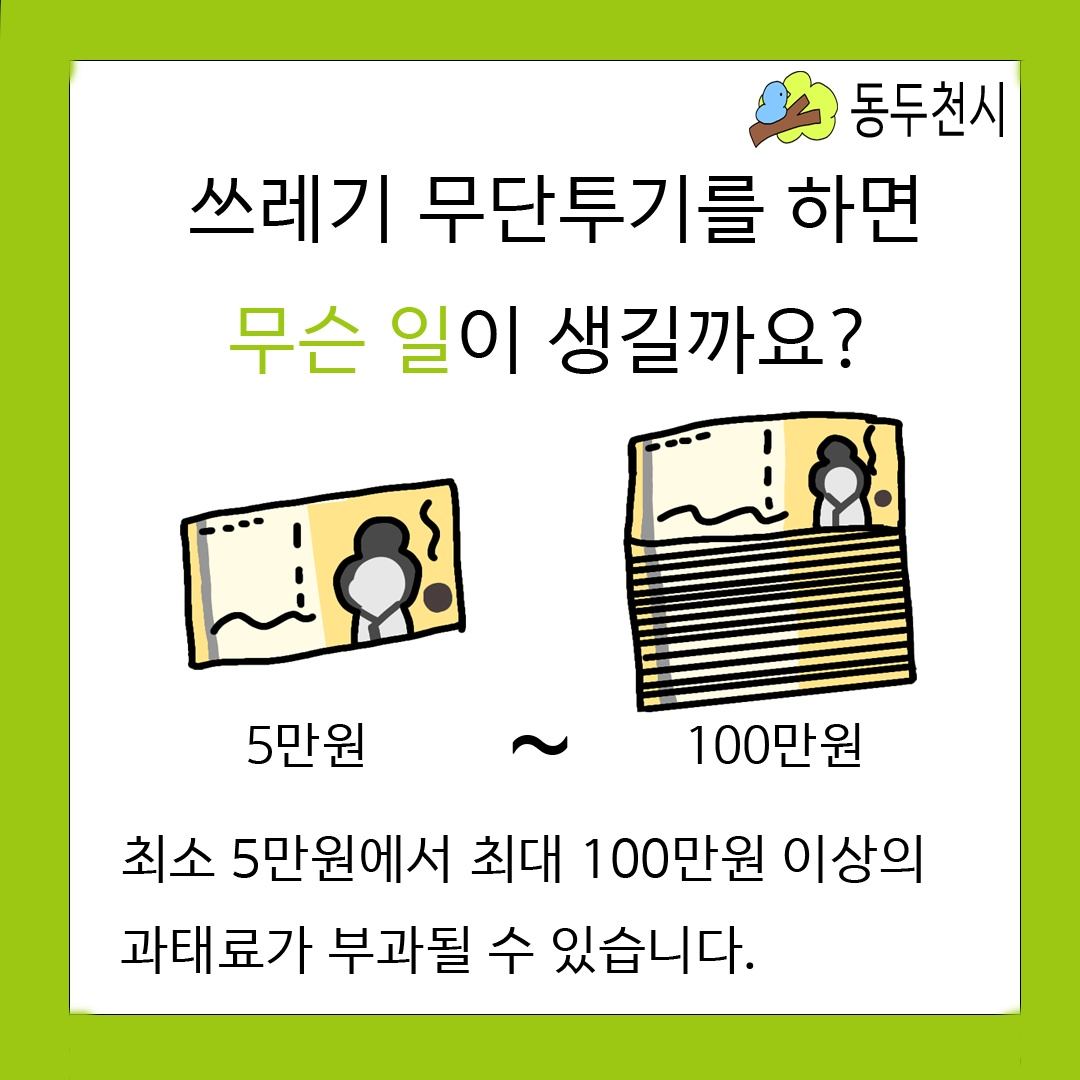 동두천시
쓰레기 무단투기를 하면
무슨 일이 생길까요?
5만원 ~ 100만원
최소 5만원에서 최대 100만원 이상의
과태료가 부과될 수 있습니다.